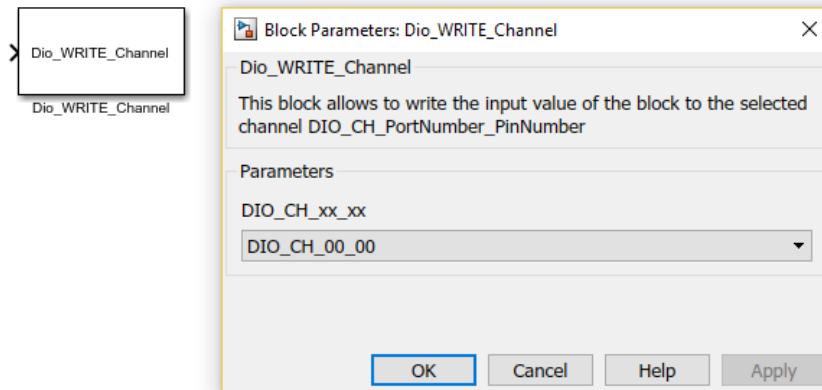 Dio_WRITE_Channel
Dio_WRITE_Channel
Block Parameters: Dio_WRITE_Channel
Dio_WRITE_Channel
This block allows to write the input value of the block to the selected
channel DIO_CH_PortNumber_PinNumber
Parameters
DIO_CH_xx_xx
DIO_CH_00_00
OK Cancel Help Apply